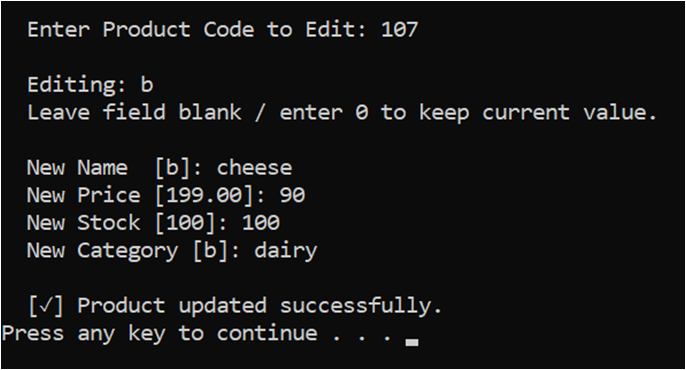 Enter Product Code to Edit: 107
Editing: b
Leave field blank / enter 0 to keep current value.
New Name  [b]: cheese
New Price [199.00]: 90
New Stock [100]: 100
New Category [b]: dairy
[√] Product updated successfully.
Press any key to continue . . .